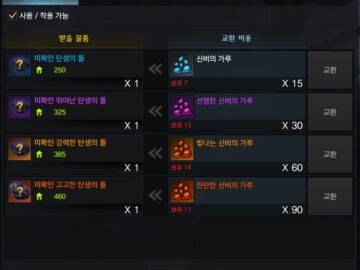 사용 / 착용 가능
받을 물품 교환 비용
미확인 탄생의 돌
250
X 1
신비의 가루
보유 7
X 15
교환
미확인 뛰어난 탄생의 돌
325
X 1
선명한 신비의 가루
보유 13
X 30
교환
미확인 강력한 탄생의 돌
385
X 1
빛나는 신비의 가루
보유 14
X 60
교환
미확인 고고한 탄생의 돌
460
X 1
찬란한 신비의 가루
보유 11
X 90
교환